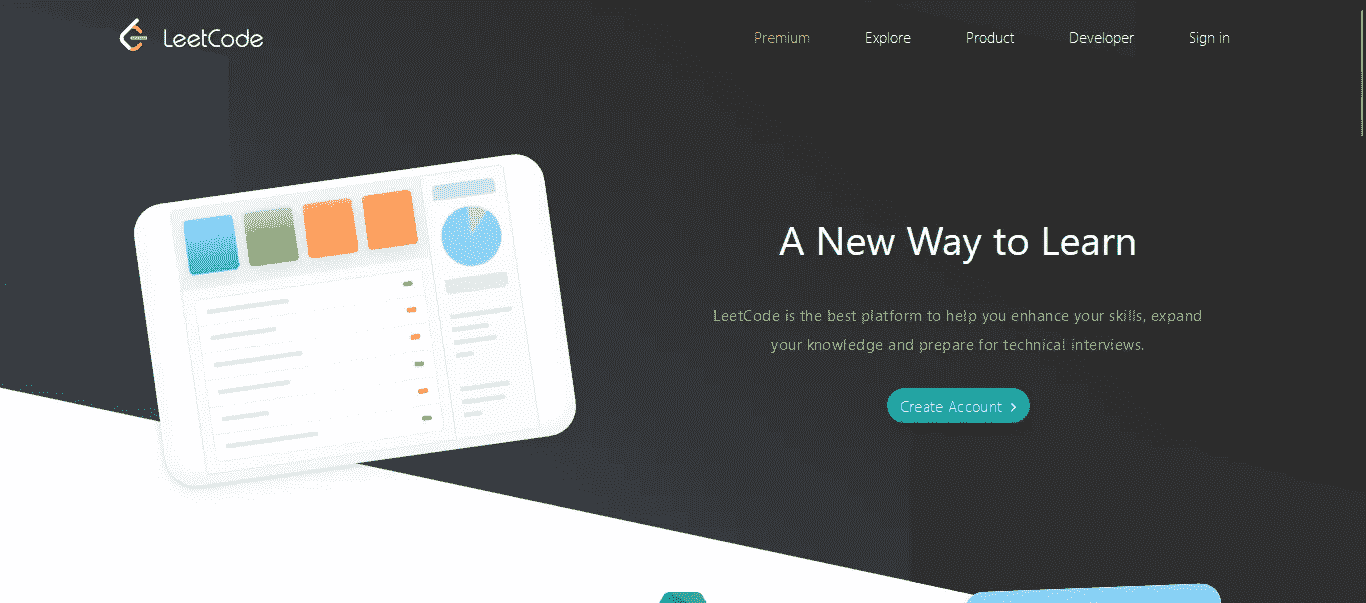 LeetCode
Premium
Explore
Product
Developer
Sign in
A New Way to Learn
LeetCode is the best platform to help you enhance your skills, expand
your knowledge and prepare for technical interviews.
Create Account